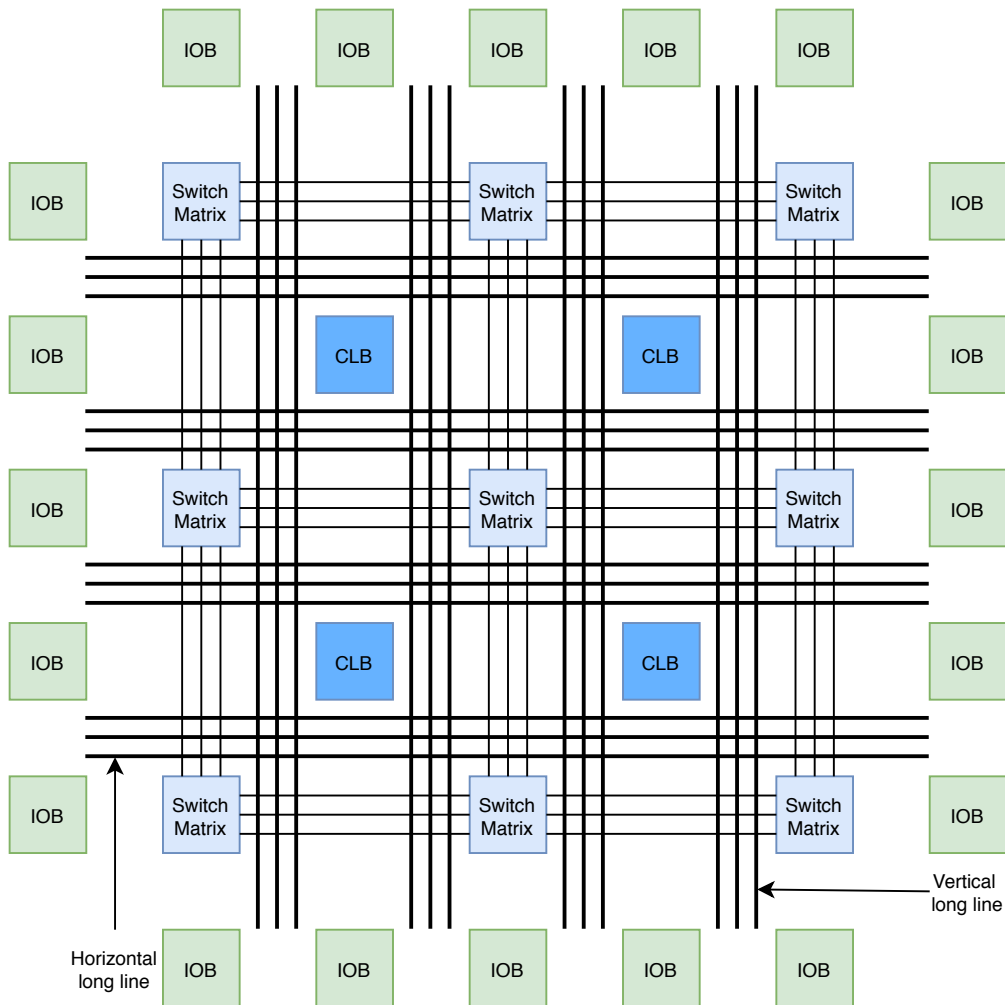 IOB
IOB
IOB
IOB
IOB
IOB
Switch
Matrix
Switch
Matrix
Switch
Matrix
IOB
IOB
CLB
CLB
IOB
IOB
Switch
Matrix
Switch
Matrix
Switch
Matrix
IOB
IOB
CLB
CLB
IOB
IOB
Switch
Matrix
Switch
Matrix
Switch
Matrix
IOB
Vertical
long line
Horizontal
long line
IOB
IOB
IOB
IOB
IOB